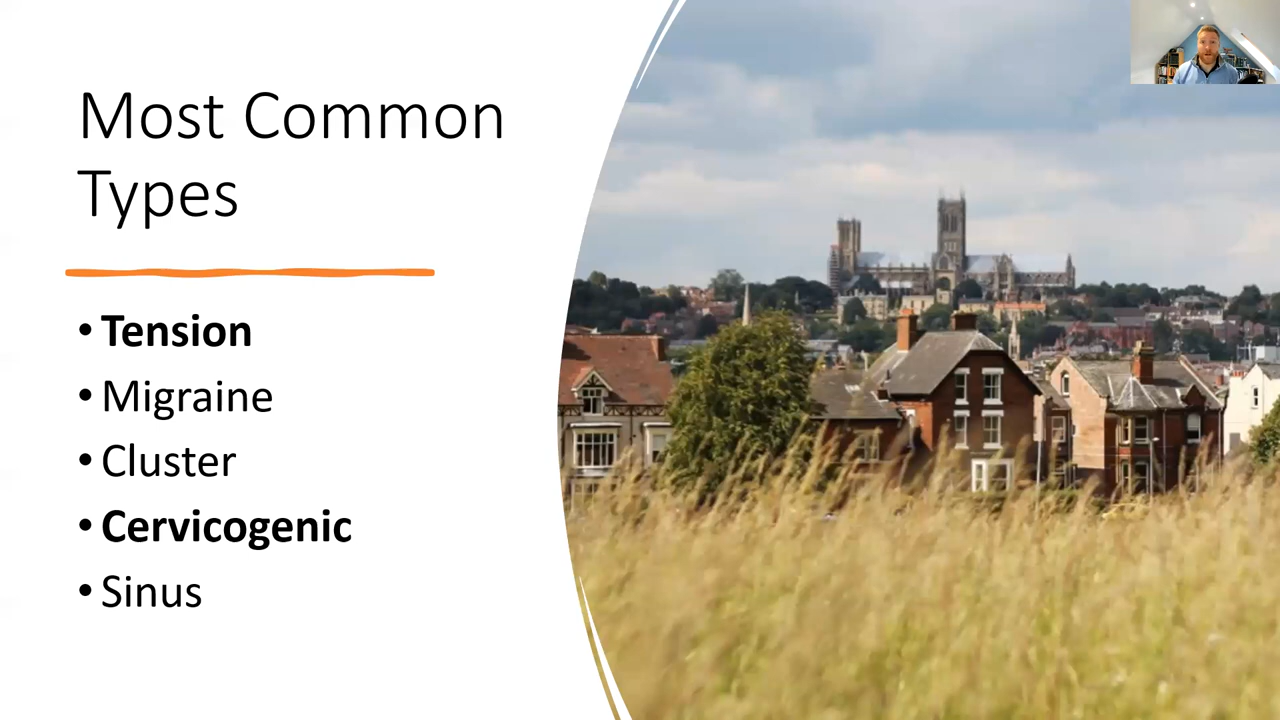 Most Common
Types
• Tension
• Migraine
• Cluster
• Cervicogenic
• Sinus